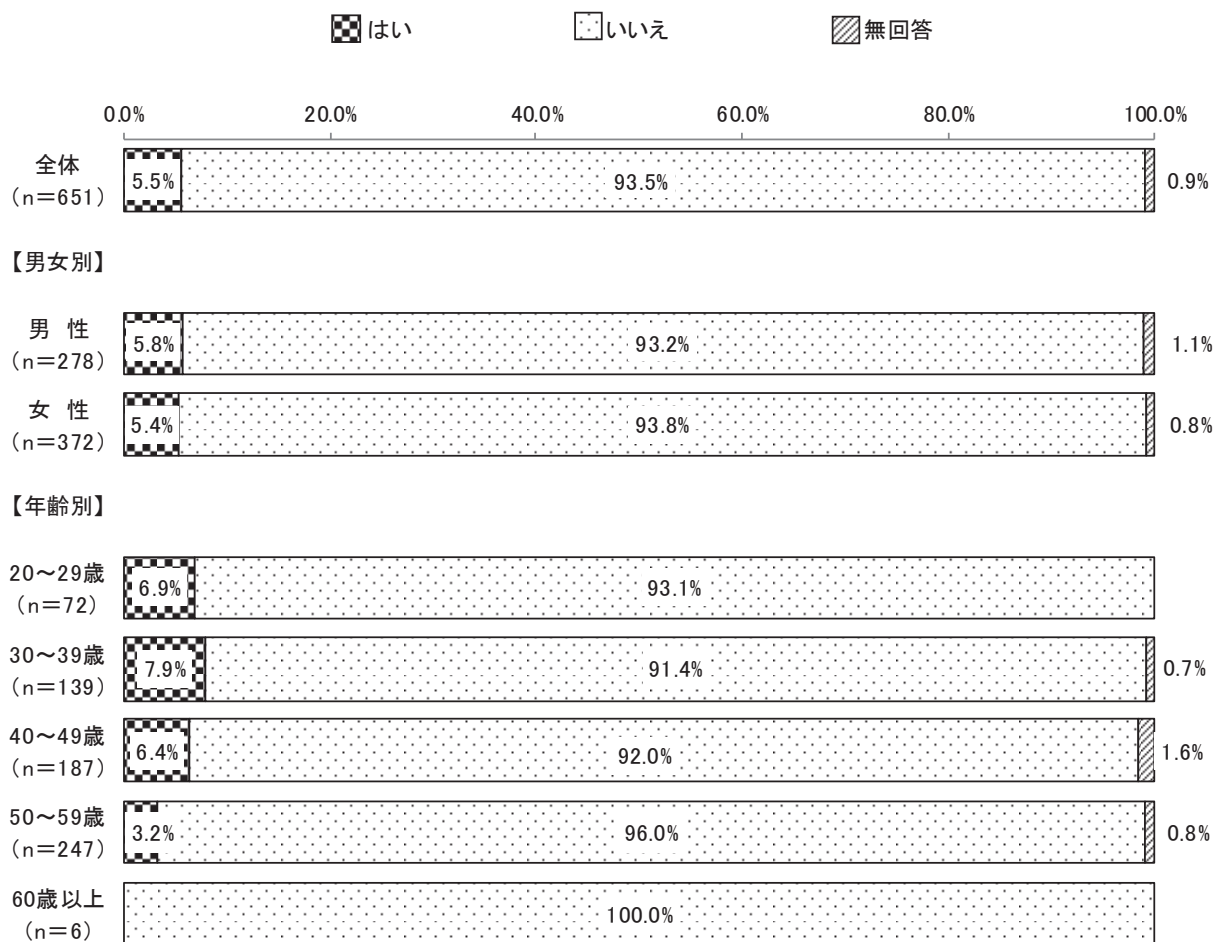 はい いいえ 無回答
0.0% 20.0% 40.0% 60.0% 80.0% 100.0%
全体
(n=651)
5.5% 93.5% 0.9%
【男女別】
男 性
(n=278)
5.8% 93.2% 1.1%
女 性
(n=372)
5.4% 93.8% 0.8%
【年齢別】
20～29歳
(n=72)
6.9% 93.1%
30～39歳
(n=139)
7.9% 91.4% 0.7%
40～49歳
(n=187)
6.4% 92.0% 1.6%
50～59歳
(n=247)
3.2% 96.0% 0.8%
60歳以上
(n=6)
100.0%